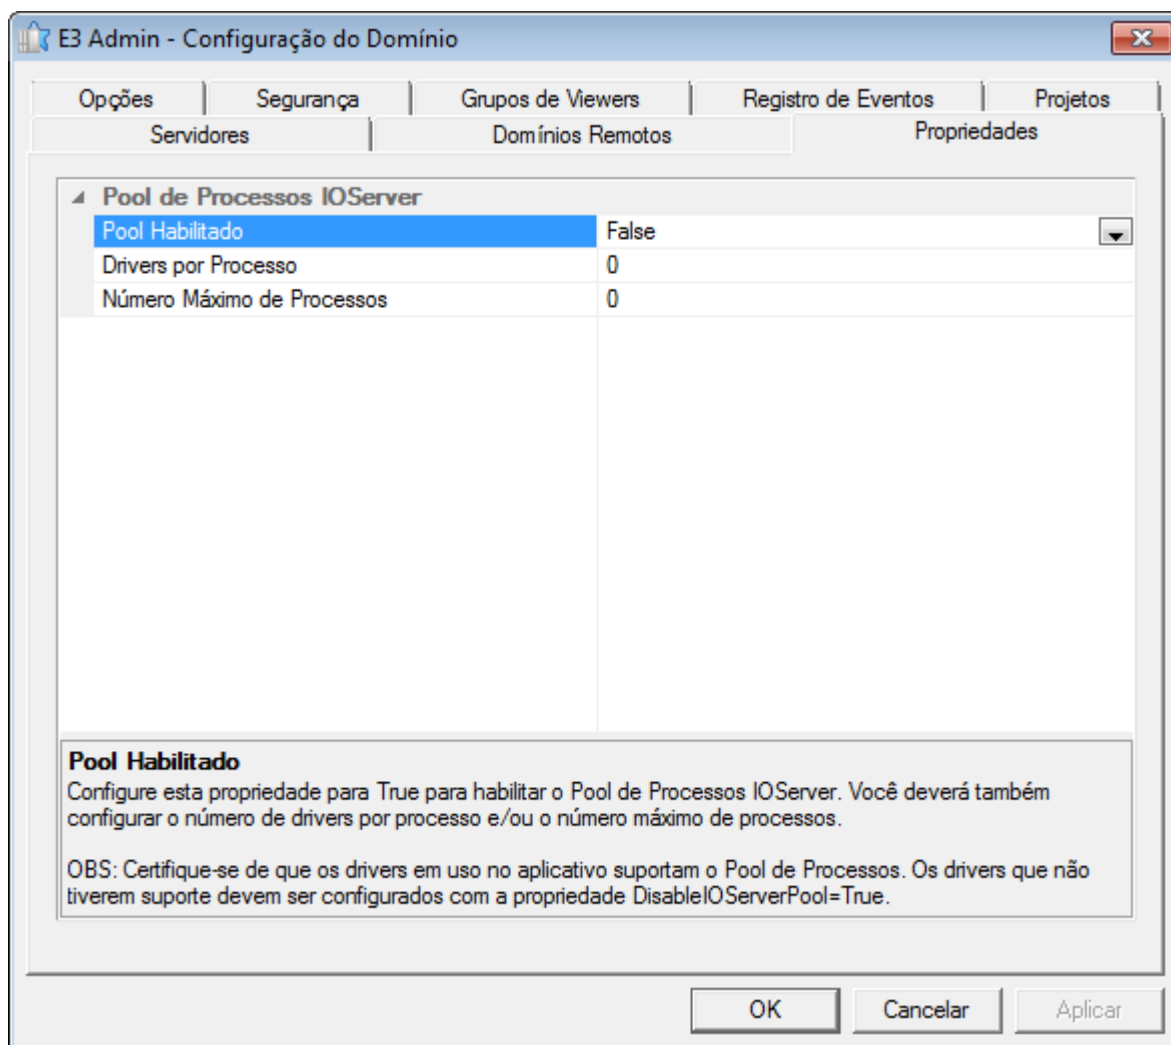 E3 Admin - Configuração do Domínio
Opções Segurança Grupos de Viewers Registro de Eventos Projetos
Servidores Domínios Remotos Propriedades
Pool de Processos IOServer
Pool Habilitado False
Drivers por Processo 0
Número Máximo de Processos 0
Pool Habilitado
Configure esta propriedade para True para habilitar o Pool de Processos IOServer. Você deverá também
configurar o número de drivers por processo e/ou o número máximo de processos.
OBS: Certifique-se de que os drivers em uso no aplicativo suportam o Pool de Processos. Os drivers que não
tiverem suporte devem ser configurados com a propriedade DisableIOServerPool=True.
OK Cancelar Aplicar